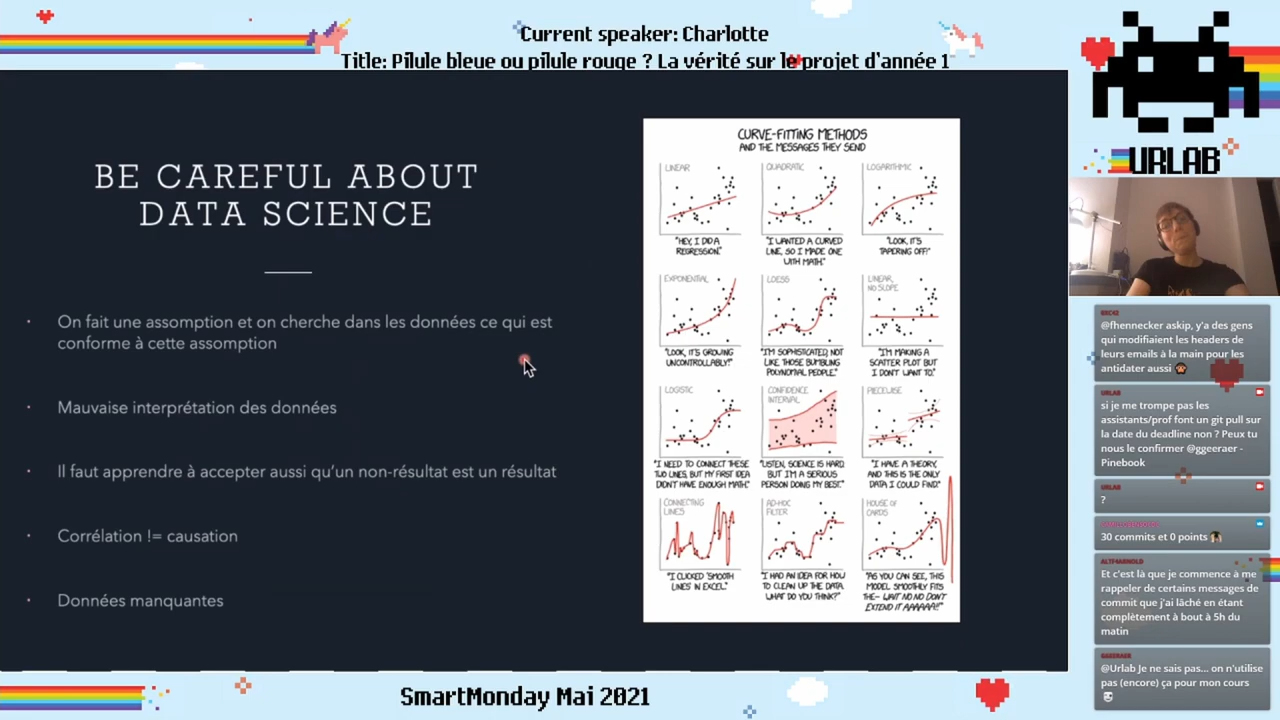 Current speaker: Charlotte
Title: Pilule bleue ou pilule rouge ? La vérité sur le projet d'année 1
URLAB
BE CAREFUL ABOUT
DATA SCIENCE
On fait une assomption et on cherche dans les données ce qui est
conforme à cette assomption
Mauvaise interprétation des données
Il faut apprendre à accepter aussi qu'un non-résultat est un résultat
Corrélation != causation
Données manquantes
CURVE-FITTING METHODS
AND THE MESSAGES THEY SEND
LINEAR
"HEY, I DID A
REGRESSION."
QUADRATIC
"I WANTED A CURVED
LINE, SO I MADE ONE
WITH MATH."
LOGARITHMIC
"LOOK, IT'S
TAPERING OFF!"
EXPONENTIAL
"LOOK, IT'S GROWING
UNCONTROLLABLY!"
LOESS
"I'M SOPHISTICATED, NOT
LIKE THOSE BUMBLING
POLYNOMIAL PEOPLE."
LINEAR,
NO SLOPE
"I'M MAKING A
SCATTER PLOT BUT
I DON'T WANT TO."
LOGISTIC
"I NEED TO CONNECT THESE
TWO LINES, BUT MY FIRST IDEA
DIDN'T HAVE ENOUGH MATH."
CONFIDENCE
INTERVAL
"LISTEN, SCIENCE IS HARD.
BUT I'M A SERIOUS
PERSON DOING MY BEST."
PIECEWISE
"I HAVE A THEORY,
AND THIS IS THE ONLY
DATA I COULD FIND."
CONNECTING
LINES
"I CLICKED 'SMOOTH
LINES' IN EXCEL."
AD-HOC
FILTER
"I HAD AN IDEA FOR HOW
TO CLEAN UP THE DATA.
WHAT DO YOU THINK?"
HOUSE OF
CARDS
"AS YOU CAN SEE, THIS
MODEL SMOOTHLY FITS
THE- WAIT NO NO DON'T
EXTEND IT AAAAAA!!"
@fhennecker askip, y'a des gens
qui modifiaient les headers de
leurs emails à la main pour les
antidater aussi
URLAB
si je me trompe pas les
assistants/prof font un git pull sur
la date du deadline non ? Peux tu
nous le confirmer @ggeeraer -
Pinebook
URLAB
?
30 commits et 0 points
ALTF4ARNOLD
Et c'est là que je commence à me
rappeler de certains messages de
commit que j'ai lâché en étant
complètement à bout à 5h du
matin
GGEERAER
@Urlab Je ne sais pas... on n'utilise
pas (encore) ça pour mon cours
SmartMonday Mai 2021